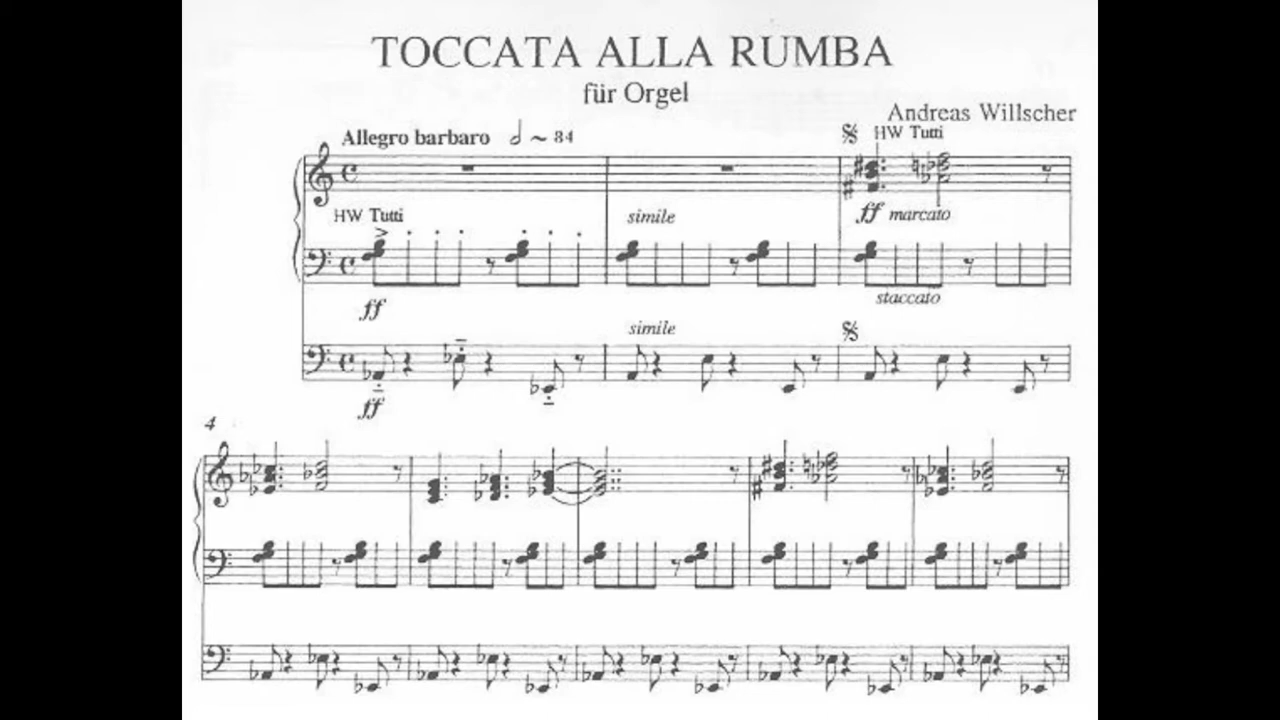 TOCCATA ALLA RUMBA
für Orgel
Andreas Willscher
Allegro barbaro ~ 84
HW Tutti
HW Tutti
simile
ff marcato
ff
staccato
simile
ff
4